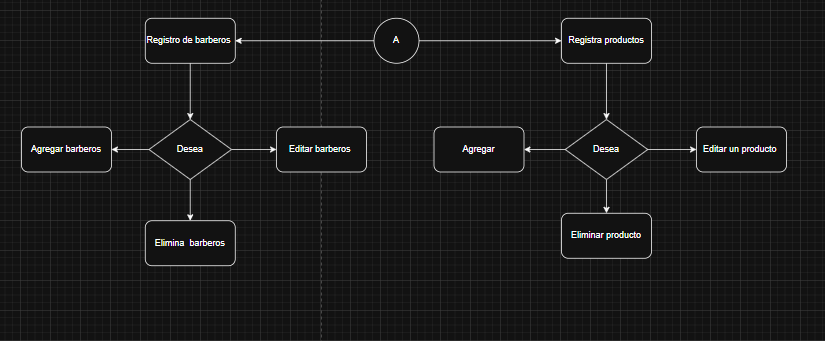 Registro de barberos
A
Registra productos
Agregar barberos
Desea
Editar barberos
Agregar
Desea
Editar un producto
Elimina barberos
Eliminar producto